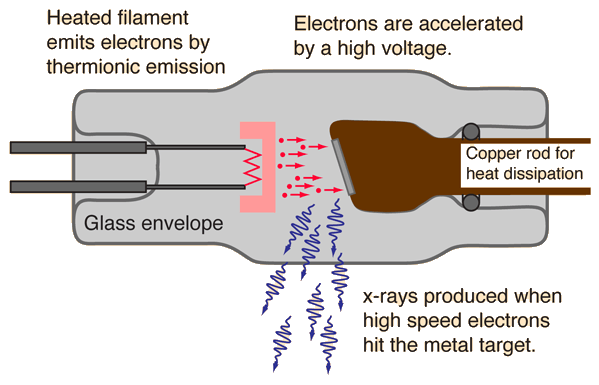 Heated filament
emits electrons by
thermionic emission
Electrons are accelerated
by a high voltage.
Copper rod for
heat dissipation
Glass envelope
x-rays produced when
high speed electrons
hit the metal target.